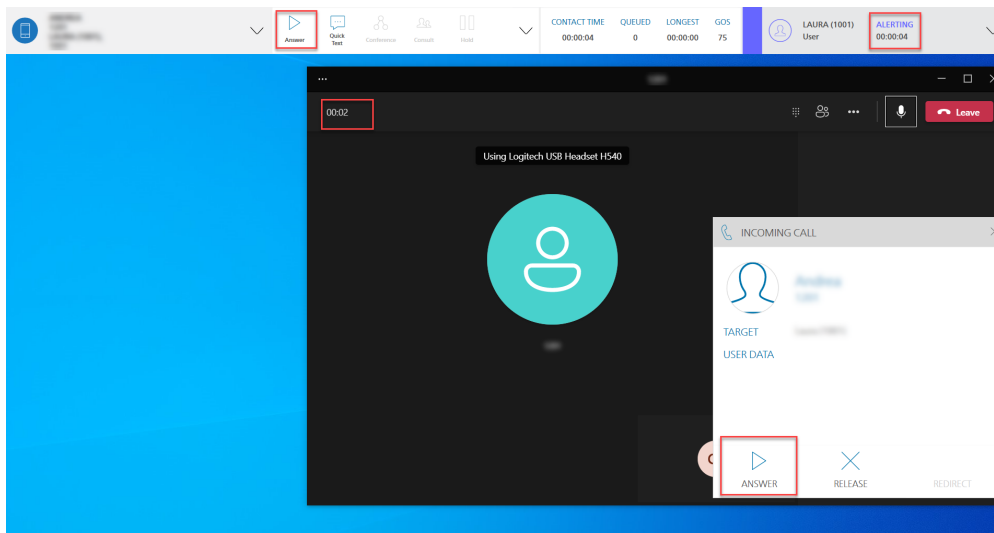 CONTACT TIME QUEUED LONGEST GOS
00:00:04 0 00:00:00 75
LAURA (1001) ALERTING
User 00:00:04
Answer Quick Text Conference Consult Hold
00:02
Leave
Using Logitech USB Headset H540
INCOMING CALL
TARGET
USER DATA
ANSWER RELEASE REDIRECT